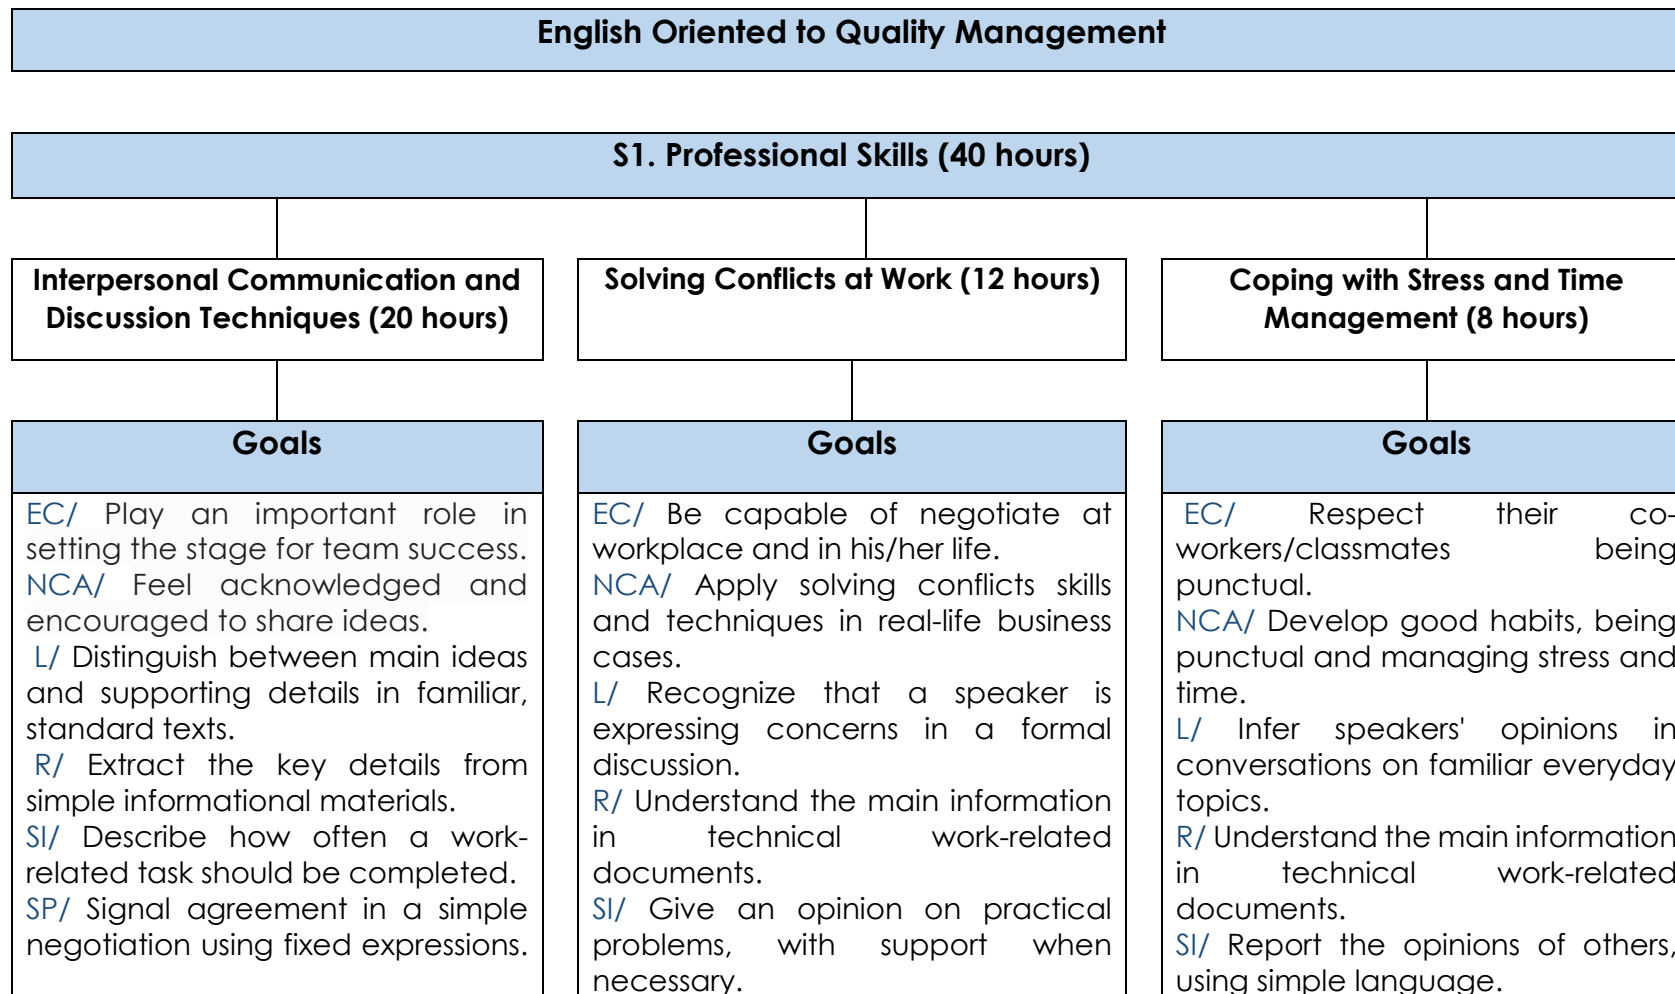 English Oriented to Quality Management
S1. Professional Skills (40 hours)
Interpersonal Communication and
Discussion Techniques (20 hours)
Solving Conflicts at Work (12 hours)
Coping with Stress and Time
Management (8 hours)
Goals
EC/ Play an important role in
setting the stage for team success.
NCA/ Feel acknowledged and
encouraged to share ideas.
L/ Distinguish between main ideas
and supporting details in familiar,
standard texts.
R/ Extract the key details from
simple informational materials.
SI/ Describe how often a work-
related task should be completed.
SP/ Signal agreement in a simple
negotiation using fixed expressions.
Goals
EC/ Be capable of negotiate at
workplace and in his/her life.
NCA/ Apply solving conflicts skills
and techniques in real-life business
cases.
L/ Recognize that a speaker is
expressing concerns in a formal
discussion.
R/ Understand the main information
in technical work-related
documents.
SI/ Give an opinion on practical
problems, with support when
necessary.
Goals
EC/ Respect their co-
workers/classmates being
punctual.
NCA/ Develop good habits, being
punctual and managing stress and
time.
L/ Infer speakers' opinions in
conversations on familiar everyday
topics.
R/ Understand the main information
in technical work-related
documents.
SI/ Report the opinions of others,
using simple language.